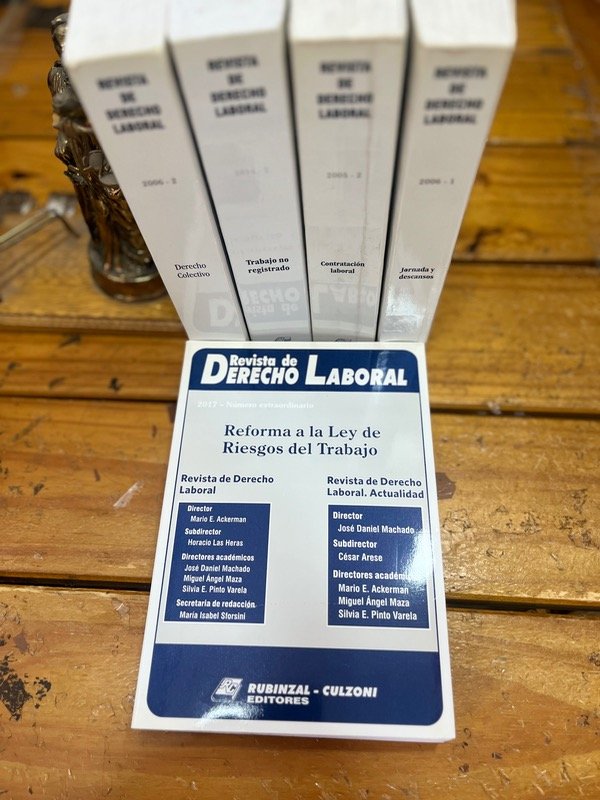 REVISTA
DE
DERECHO
LABORAL
2006 - 2
Derecho
Colectivo
REVISTA
DE
DERECHO
LABORAL
Trabajo no
registrado
REVISTA
DE
DERECHO
LABORAL
2005 - 2
Contratación
laboral
REVISTA
DE
DERECHO
LABORAL
2006 - 1
Jornada y
descansos
Revista de
DERECHO LABORAL
2017 – Número extraordinario
Reforma a la Ley de
Riesgos del Trabajo
Revista de Derecho
Laboral
Director
Mario E. Ackerman
Subdirector
Horacio Las Heras
Directores académicos
José Daniel Machado
Miguel Ángel Maza
Silvia E. Pinto Varela
Secretaria de redacción
María Isabel Sforsini
Revista de Derecho
Laboral. Actualidad
Director
José Daniel Machado
Subdirector
César Arese
Directores académicos
Mario E. Ackerman
Miguel Ángel Maza
Silvia E. Pinto Varela
RC RUBINZAL - CULZONI
EDITORES